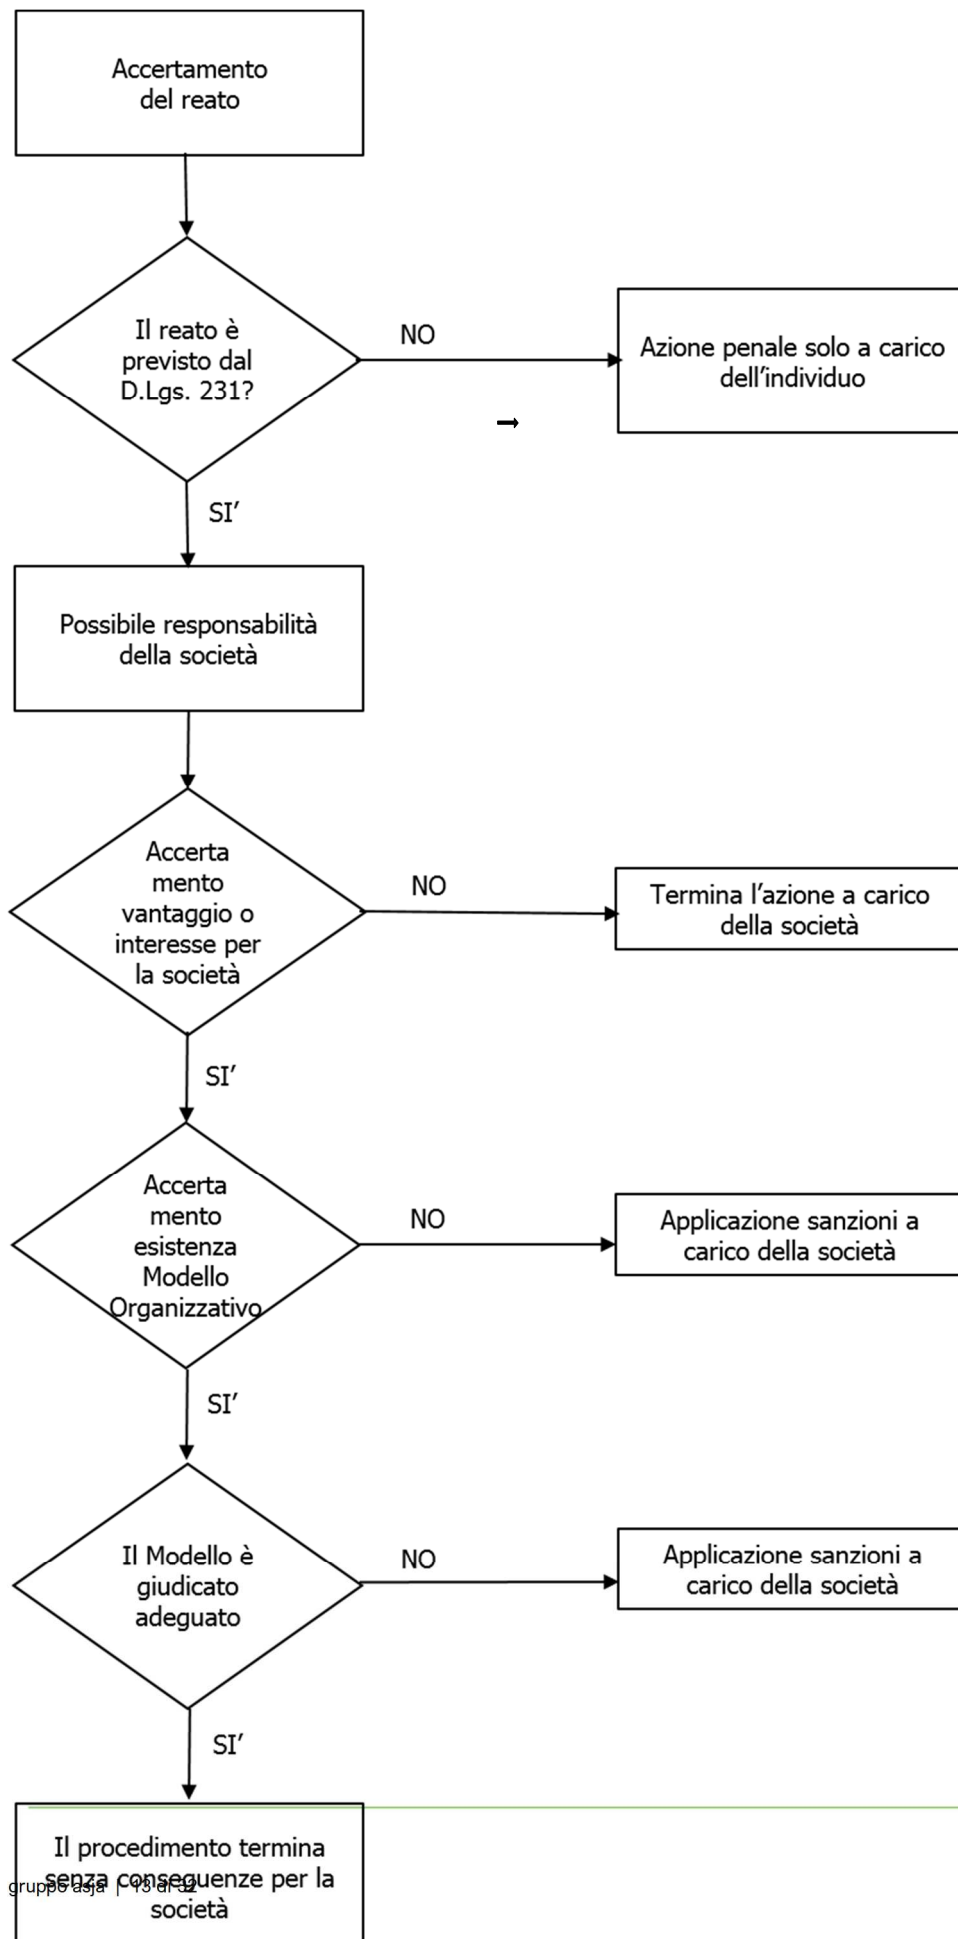 Accertamento
del reato
Il reato è
previsto dal
D.Lgs. 231?
NO
Azione penale solo a carico
dell'individuo
SI'
Possibile responsabilità
della società
Accerta
mento
vantaggio o
interesse per
la società
NO
Termina l'azione a carico
della società
SI'
Accerta
mento
esistenza
Modello
Organizzativo
NO
Applicazione sanzioni a
carico della società
SI'
Il Modello è
giudicato
adeguato
NO
Applicazione sanzioni a
carico della società
SI'
Il procedimento termina
senza conseguenze per la
società
gruppo asja | 13 di 32